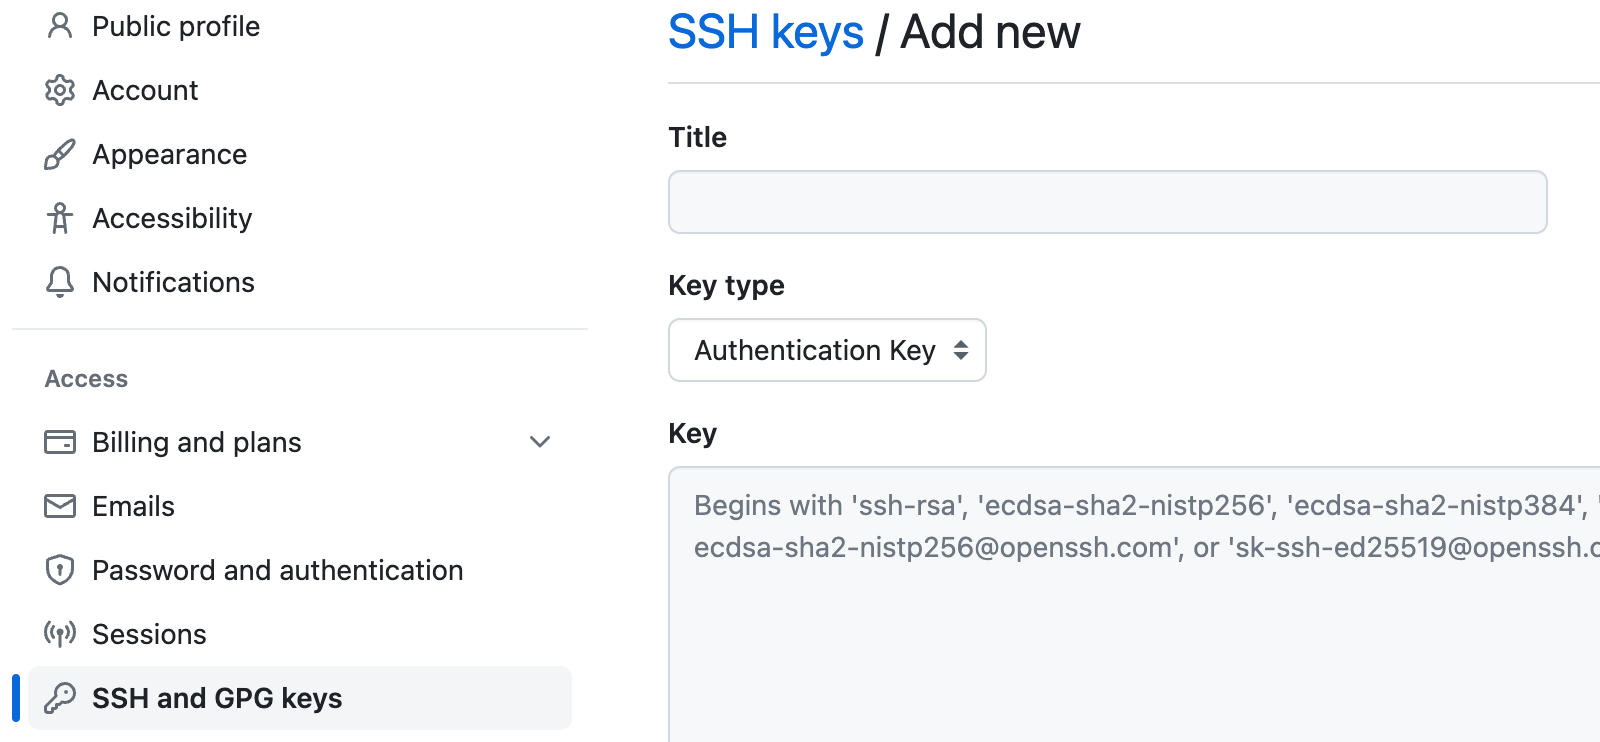 Public profile
Account
Appearance
Accessibility
Notifications
Access
Billing and plans
Emails
Password and authentication
Sessions
SSH and GPG keys
SSH keys / Add new
Title
Key type
Authentication Key
Key
Begins with 'ssh-rsa', 'ecdsa-sha2-nistp256', 'ecdsa-sha2-nistp384', '
ecdsa-sha2-nistp256@openssh.com', or 'sk-ssh-ed25519@openssh.c